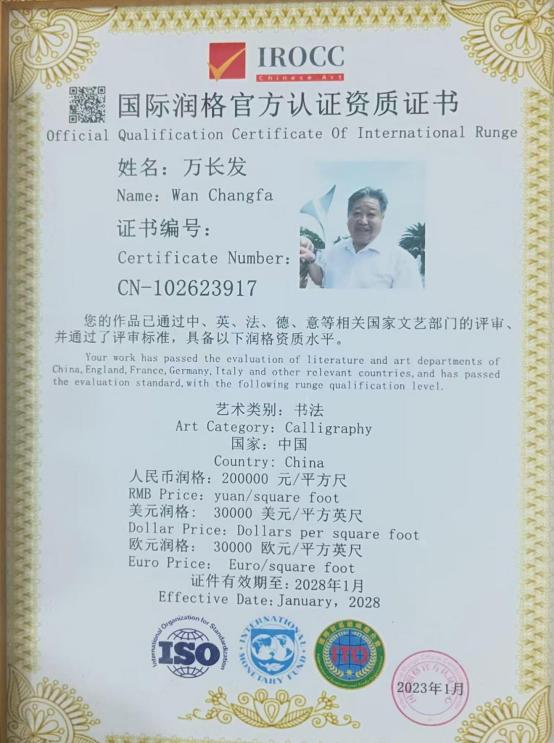 IROCC
Chinese Art
国际润格官方认证资质证书
Official Qualification Certificate Of International Runge
姓名：万长发
Name: Wan Changfa
证书编号：
Certificate Number:
CN-102623917
您的作品已通过中、英、法、德、意等相关国家文艺部门的评审、
并通过了评审标准，具备以下润格资质水平。
Your work has passed the evaluation of literature and art departments of
China,England,France,Germany,Italy and other relevant countries,and has passed
the evaluation standard,with the following runge qualification level.
艺术类别：书法
Art Category: Calligraphy
国家：中国
Country: China
人民币润格：200000 元/平方尺
RMB Price: yuan/square foot
美元润格： 30000 美元/平方英尺
Dollar Price: Dollars per square foot
欧元润格： 30000 欧元/平方英尺
Euro Price: Euro/square foot
证件有效期至：2028年1月
Effective Date:January, 2028
International Organization for Standardization
ISO
INTERNATIONAL
MONETARY FUND
ITO
2023年1月